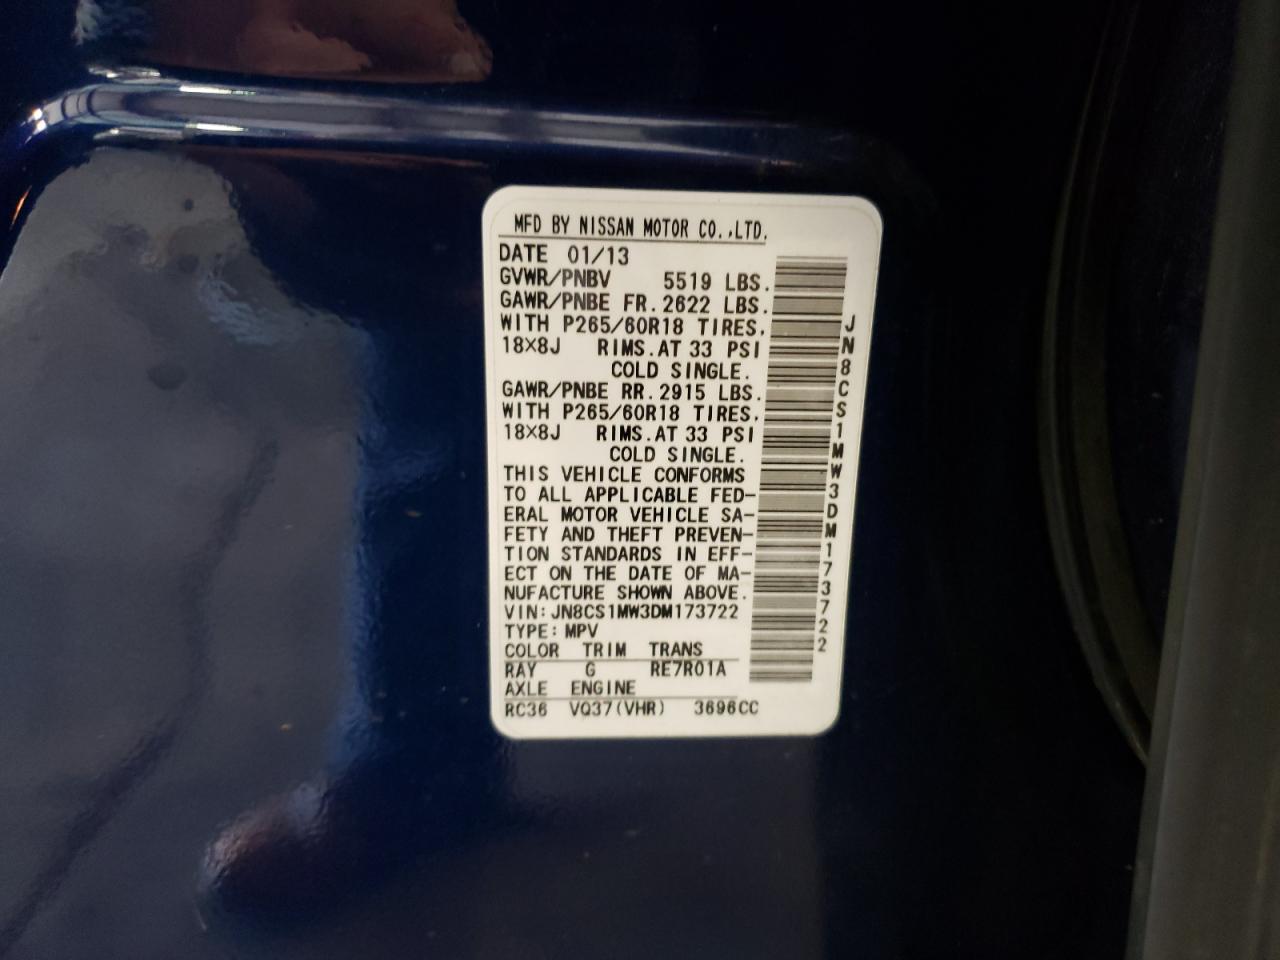 MFD BY NISSAN MOTOR CO.,LTD.
DATE 01/13
GVWR/PNBV 5519 LBS.
GAWR/PNBE FR. 2622 LBS.
WITH P265/60R18 TIRES.
18X8J RIMS. AT 33 PSI
COLD SINGLE.
GAWR/PNBE RR. 2915 LBS.
WITH P265/60R18 TIRES.
18X8J RIMS. AT 33 PSI
COLD SINGLE.
THIS VEHICLE CONFORMS
TO ALL APPLICABLE FED-
ERAL MOTOR VEHICLE SA-
FETY AND THEFT PREVEN-
TION STANDARDS IN EFF-
ECT ON THE DATE OF MA-
NUFACTURE SHOWN ABOVE.
VIN: JN8CS1MW3DM173722
TYPE: MPV
COLOR TRIM TRANS
RAY G RE7R01A
AXLE ENGINE
RC36 VQ37(VHR) 3696CC
JN8CS1MW3DM173722